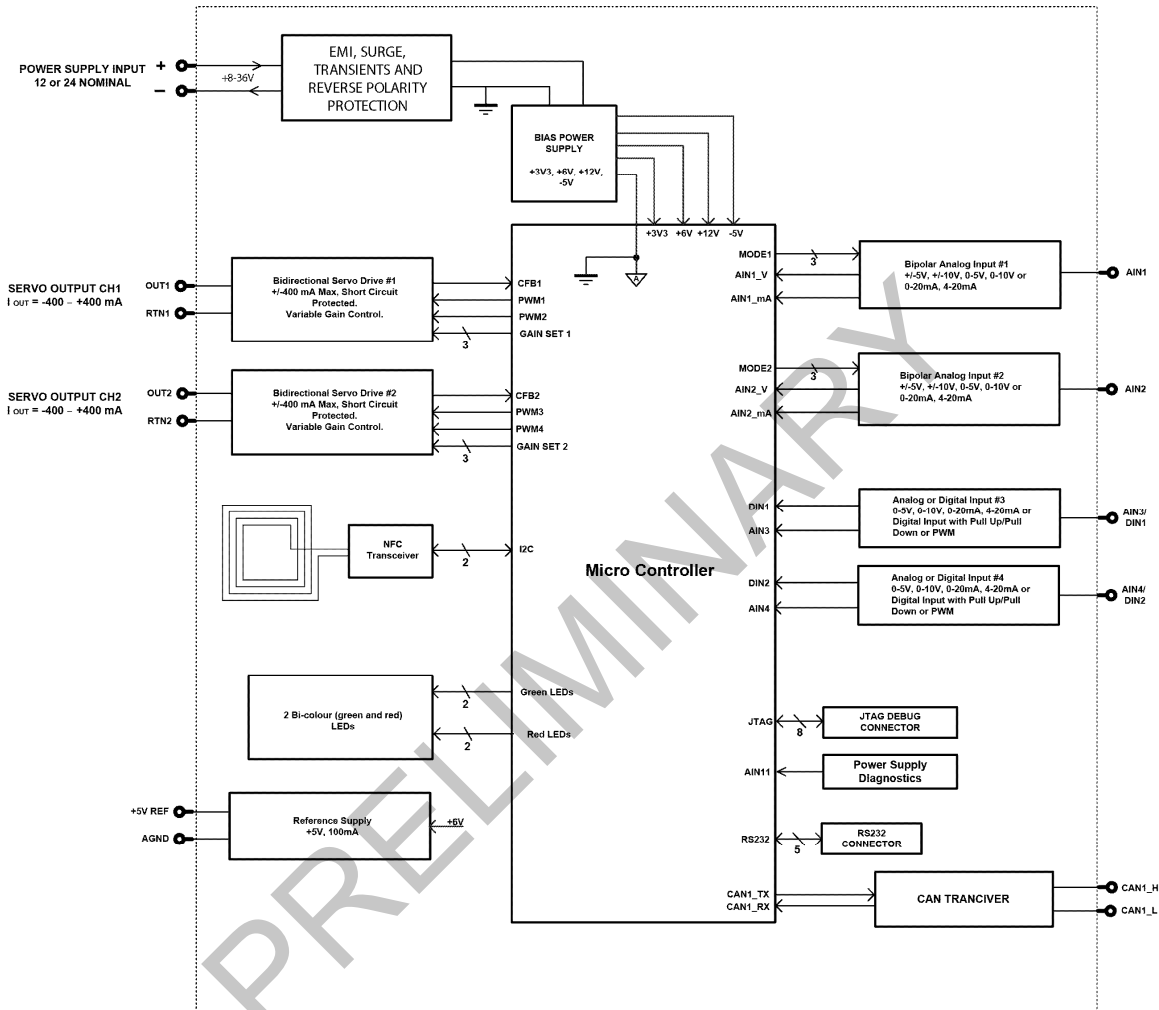 POWER SUPPLY INPUT
12 or 24 NOMINAL
+
−
+8-36V
EMI, SURGE,
TRANSIENTS AND
REVERSE POLARITY
PROTECTION
BIAS POWER
SUPPLY
+3V3, +6V, +12V,
-5V
+3V3 +6V +12V -5V
A
SERVO OUTPUT CH1
I OUT = -400 – +400 mA
OUT1
RTN1
Bidirectional Servo Drive #1
+/-400 mA Max, Short Circuit
Protected.
Variable Gain Control.
CFB1
PWM1
PWM2
GAIN SET 1
3
SERVO OUTPUT CH2
I OUT = -400 – +400 mA
OUT2
RTN2
Bidirectional Servo Drive #2
+/-400 mA Max, Short Circuit
Protected.
Variable Gain Control.
CFB2
PWM3
PWM4
GAIN SET 2
3
NFC
Transceiver
2
I2C
Micro Controller
2 Bi-colour (green and red)
LEDs
Green LEDs
2
Red LEDs
2
+5V REF
AGND
Reference Supply
+5V, 100mA
+6V
MODE1
3
AIN1_V
AIN1_mA
Bipolar Analog Input #1
+/-5V, +/-10V, 0-5V, 0-10V or
0-20mA, 4-20mA
AIN1
MODE2
3
AIN2_V
AIN2_mA
Bipolar Analog Input #2
+/-5V, +/-10V, 0-5V, 0-10V or
0-20mA, 4-20mA
AIN2
DIN1
AIN3
Analog or Digital Input #3
0-5V, 0-10V, 0-20mA, 4-20mA or
Digital Input with Pull Up/Pull
Down or PWM
AIN3/
DIN1
DIN2
AIN4
Analog or Digital Input #4
0-5V, 0-10V, 0-20mA, 4-20mA or
Digital Input with Pull Up/Pull
Down or PWM
AIN4/
DIN2
JTAG
8
JTAG DEBUG
CONNECTOR
AIN11
Power Supply
Diagnostics
RS232
5
RS232
CONNECTOR
CAN1_TX
CAN1_RX
CAN TRANCIVER
CAN1_H
CAN1_L
PRELIMINARY